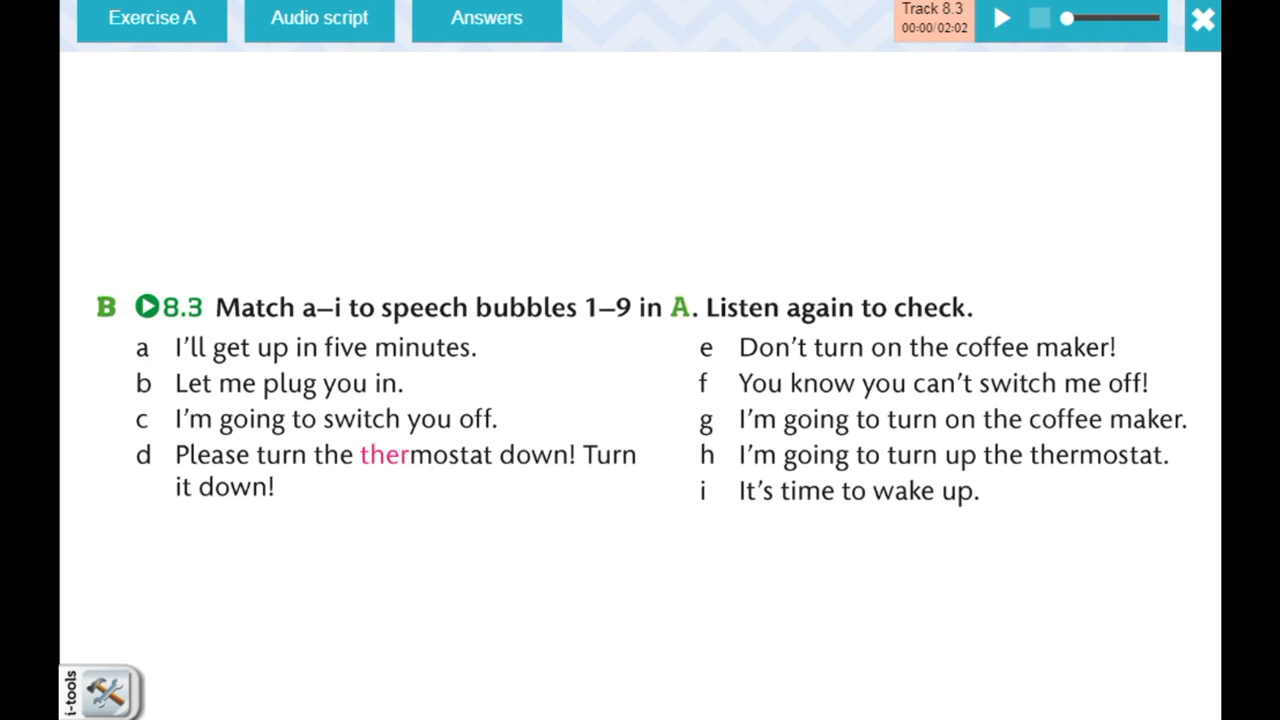 Exercise A
Audio script
Answers
Track 8.3
00:00/02:02
B 8.3 Match a–i to speech bubbles 1–9 in A. Listen again to check.
a I’ll get up in five minutes.
b Let me plug you in.
c I’m going to switch you off.
d Please turn the thermostat down! Turn
it down!
e Don’t turn on the coffee maker!
f You know you can’t switch me off!
g I’m going to turn on the coffee maker.
h I’m going to turn up the thermostat.
i It’s time to wake up.
i-tools